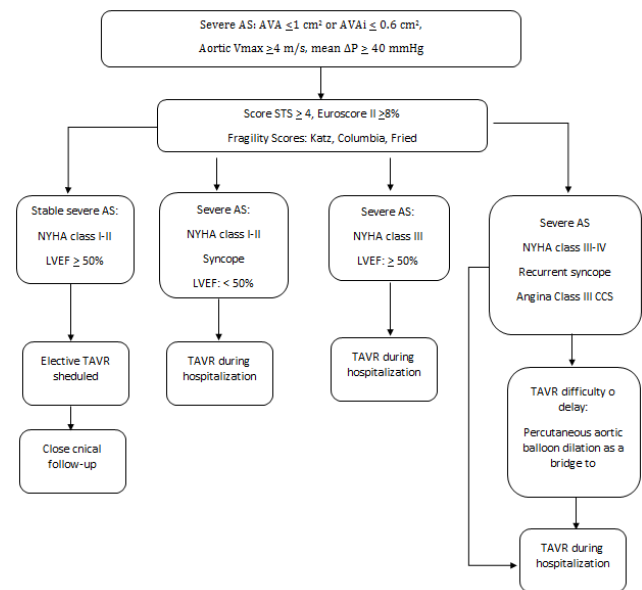 Severe AS: AVA ≤1 cm² or AVAi ≤ 0.6 cm²,
Aortic Vmax ≥4 m/s, mean ΔP ≥ 40 mmHg
Score STS ≥ 4, Euroscore II ≥8%
Fragility Scores: Katz, Columbia, Fried
Stable severe AS:
NYHA class I-II
LVEF ≥ 50%
Severe AS:
NYHA class I-II
Syncope
LVEF: < 50%
Severe AS:
NYHA class III
LVEF: ≥ 50%
Severe AS
NYHA class III-IV
Recurrent syncope
Angina Class III CCS
Elective TAVR
sheduled
TAVR during
hospitalization
TAVR during
hospitalization
TAVR difficulty o
delay:
Percutaneous aortic
balloon dilation as a
bridge to
Close cnical
follow-up
TAVR during
hospitalization